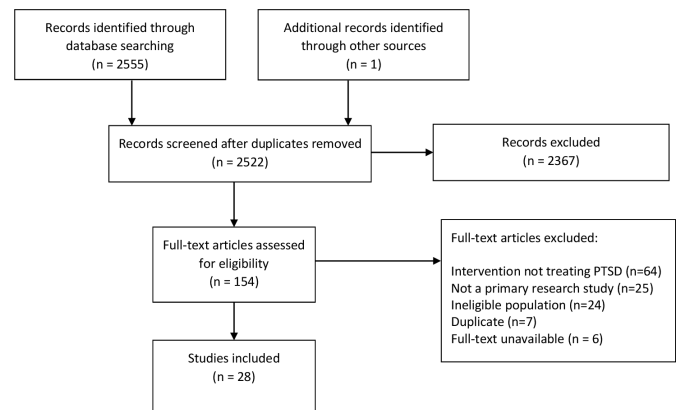 Records identified through
database searching
(n = 2555)
Additional records identified
through other sources
(n = 1)
Records screened after duplicates removed
(n = 2522)
Records excluded
(n = 2367)
Full-text articles assessed
for eligibility
(n = 154)
Full-text articles excluded:
Intervention not treating PTSD (n=64)
Not a primary research study (n=25)
Ineligible population (n=24)
Duplicate (n=7)
Full-text unavailable (n = 6)
Studies included
(n = 28)